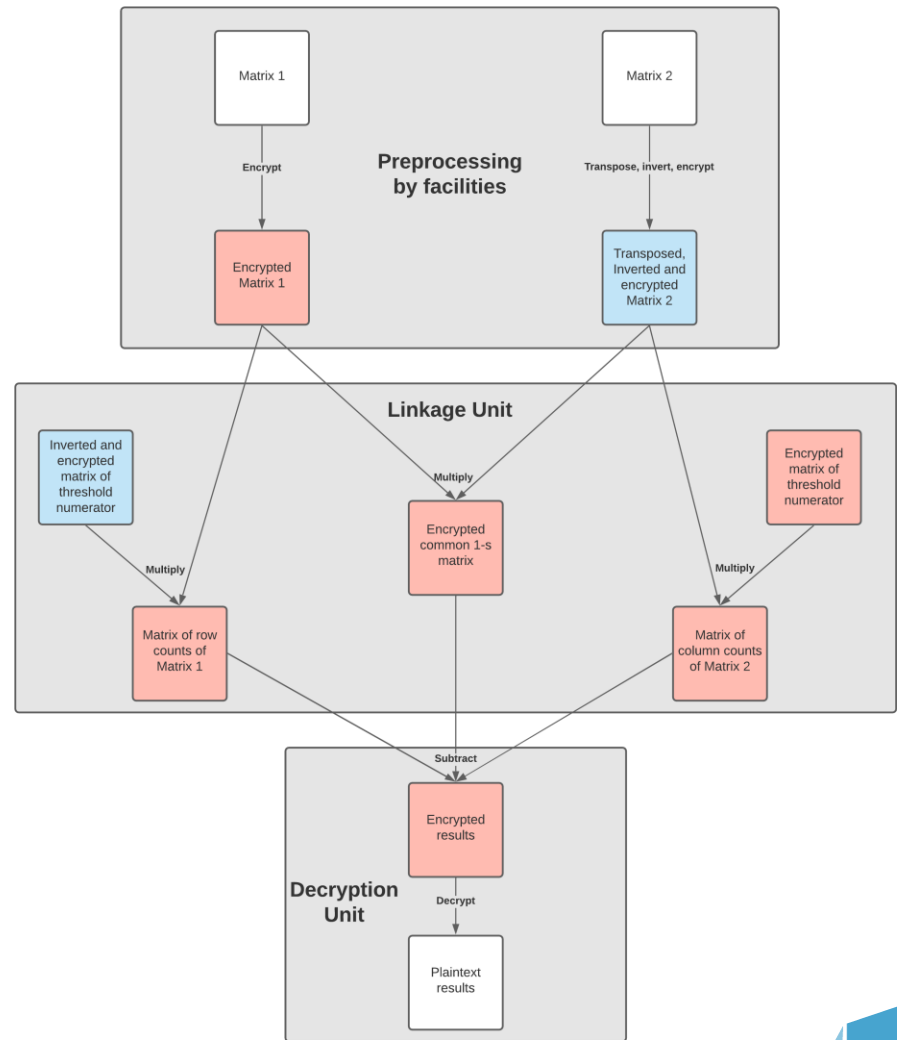 Matrix 1
Matrix 2
Encrypt
Preprocessing
by facilities
Transpose, invert, encrypt
Encrypted
Matrix 1
Transposed,
Inverted and
encrypted
Matrix 2
Linkage Unit
Inverted and
encrypted
matrix of
threshold
numerator
Encrypted
matrix of
threshold
numerator
Multiply
Encrypted
common 1-s
matrix
Multiply
Multiply
Matrix of row
counts of
Matrix 1
Matrix of
column counts
of Matrix 2
Subtract
Encrypted
results
Decryption
Unit
Decrypt
Plaintext
results